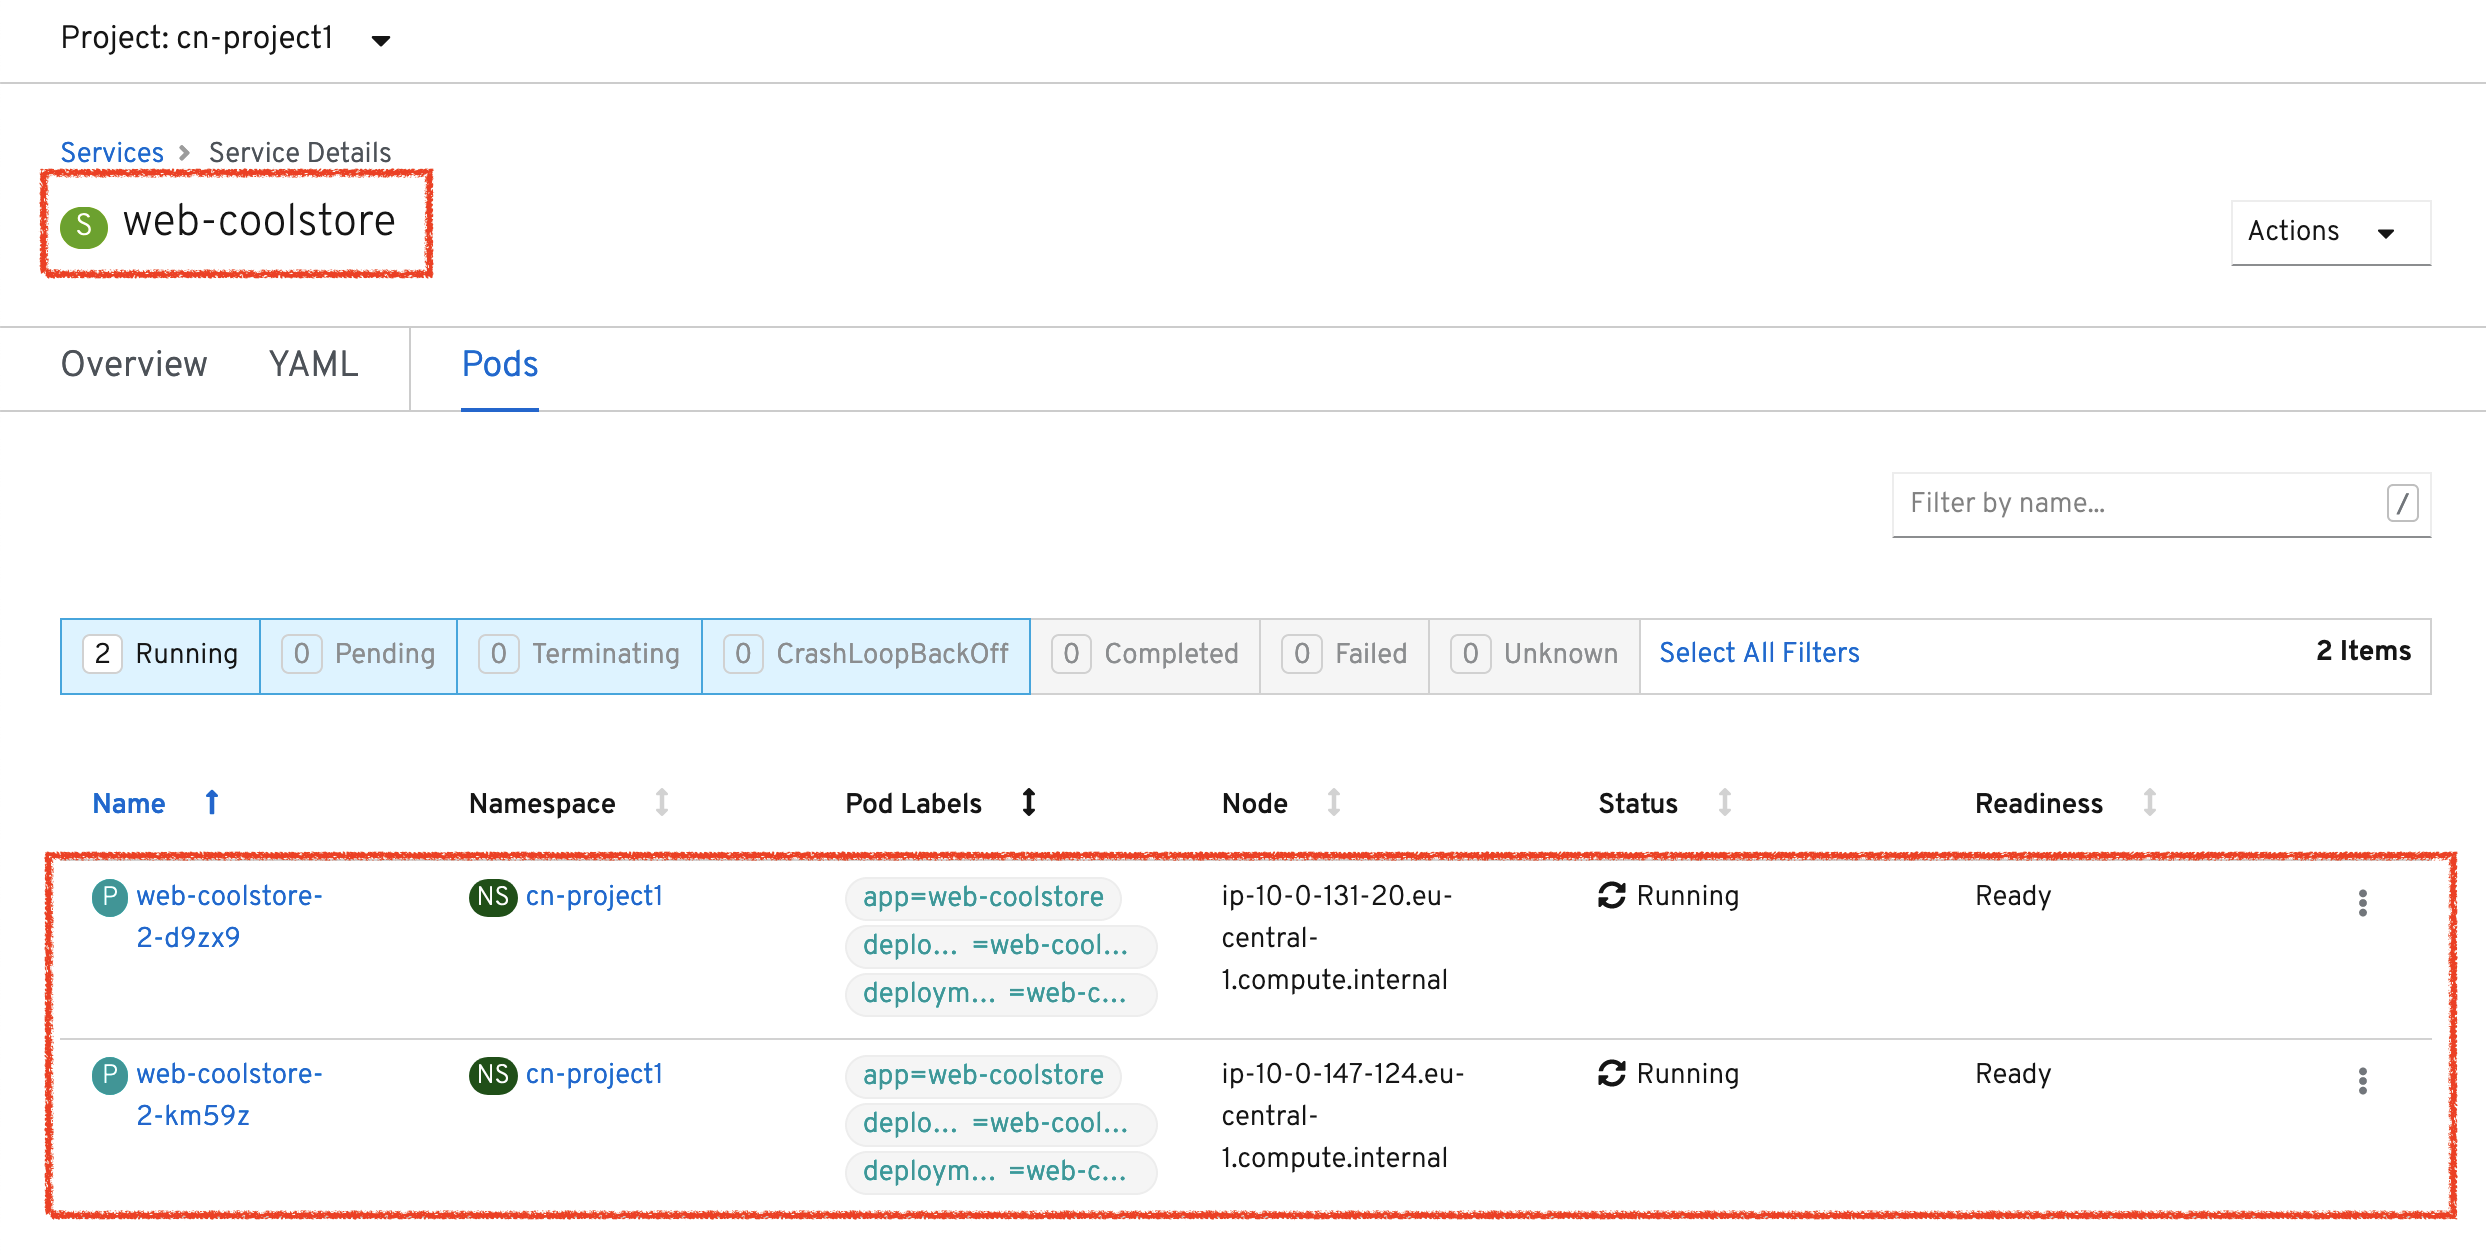 Project: cn-project1
Services > Service Details
S web-coolstore
Actions
Overview YAML Pods
Filter by name... /
2 Running 0 Pending 0 Terminating 0 CrashLoopBackOff 0 Completed 0 Failed 0 Unknown Select All Filters 2 Items
Name Namespace Pod Labels Node Status Readiness
P web-coolstore-
2-d9zx9
NS cn-project1
app=web-coolstore
deplo... =web-cool...
deploym... =web-c...
ip-10-0-131-20.eu-
central-
1.compute.internal
Running
Ready
P web-coolstore-
2-km59z
NS cn-project1
app=web-coolstore
deplo... =web-cool...
deploym... =web-c...
ip-10-0-147-124.eu-
central-
1.compute.internal
Running
Ready